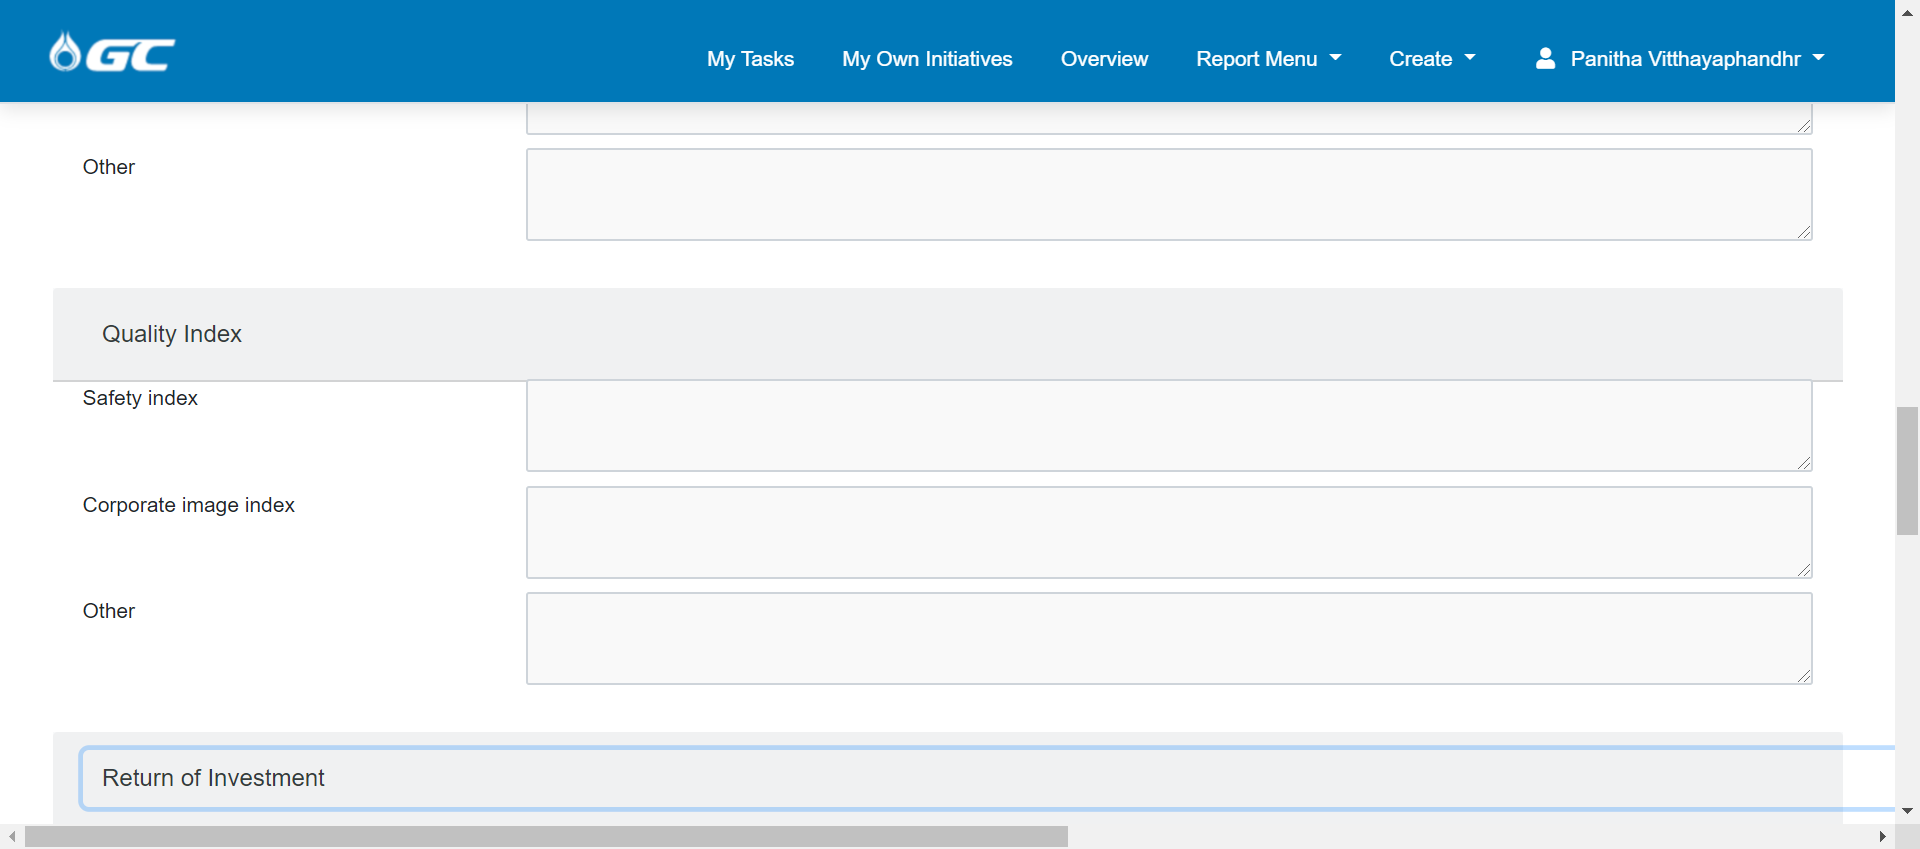 GC
My Tasks
My Own Initiatives
Overview
Report Menu
Create
Panitha Vitthayaphandhr
Other
Quality Index
Safety index
Corporate image index
Other
Return of Investment